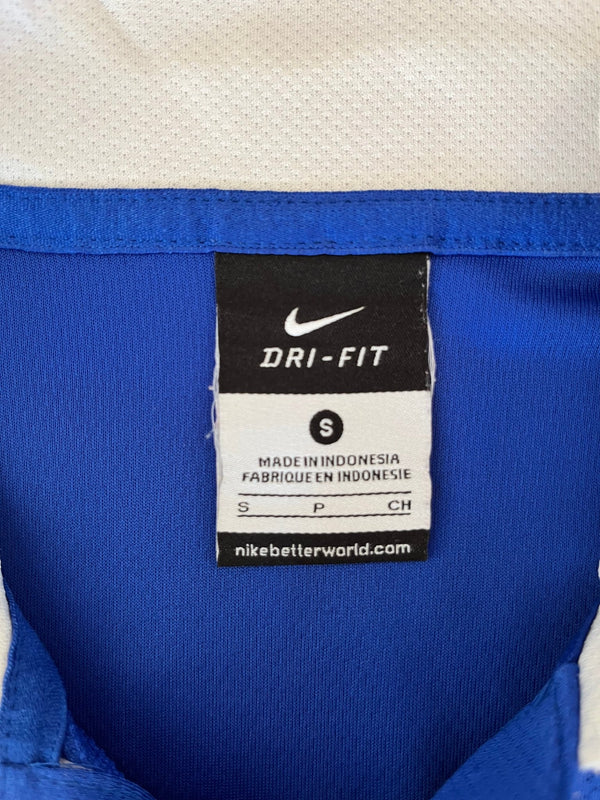 DRI-FIT
S
MADE IN INDONESIA
FABRIQUE EN INDONESIE
S P CH
nikebetterworld.com